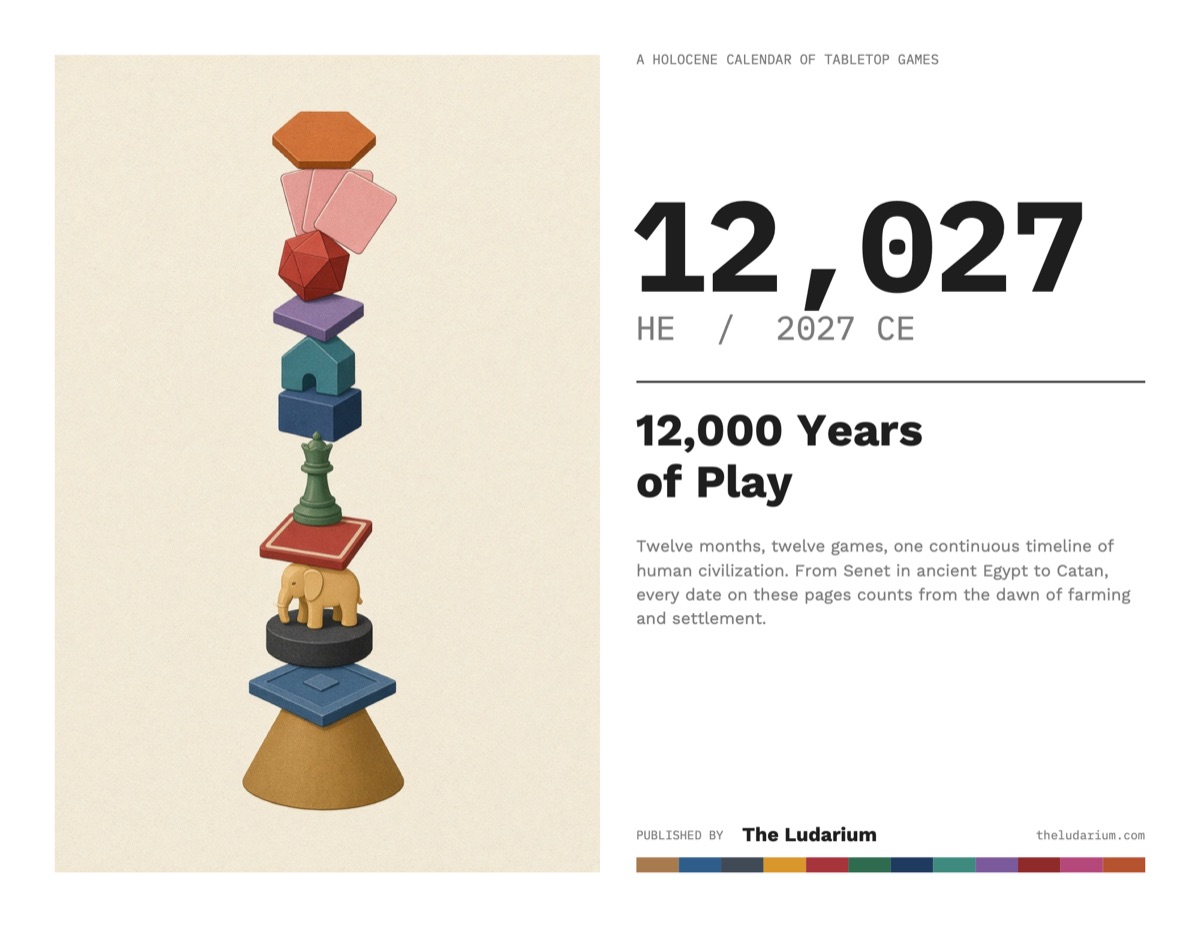 A HOLOCENE CALENDAR OF TABLETOP GAMES
12,027
HE / 2027 CE
12,000 Years
of Play
Twelve months, twelve games, one continuous timeline of
human civilization. From Senet in ancient Egypt to Catan,
every date on these pages counts from the dawn of farming
and settlement.
PUBLISHED BY The Ludarium theludarium.com